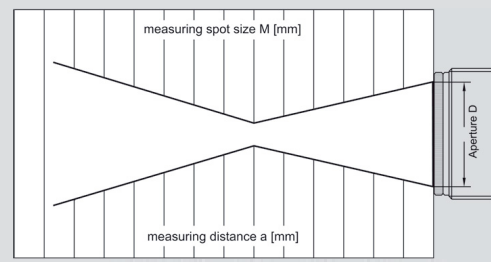 measuring spot size M [mm]
Aperture D
measuring distance a [mm]